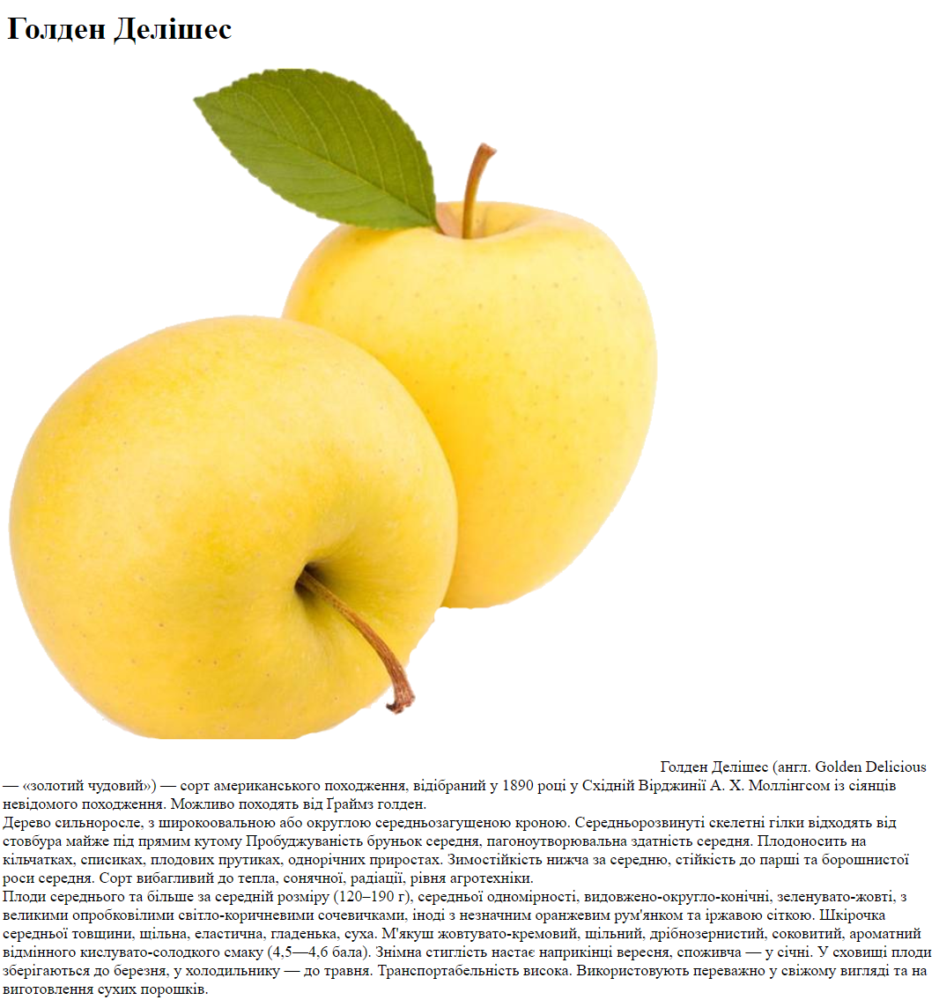 Голден Делішес
Голден Делішес (англ. Golden Delicious
— «золотий чудовий») — сорт американського походження, відібраний у 1890 році у Східній Вірджинії А. Х. Моллінгсом із сіянців
невідомого походження. Можливо походять від Ґраймз голден.
Дерево сильноросле, з широкоовальною або округлою середньозагущеною кроною. Середньорозвинуті скелетні гілки відходять від
стовбура майже під прямим кутому Пробуджуваність бруньок середня, пагоноутворювальна здатність середня. Плодоносить на
кільчатках, списиках, плодових прутиках, однорічних приростах. Зимостійкість нижча за середню, стійкість до парші та борошнистої
роси середня. Сорт вибагливий до тепла, сонячної, радіації, рівня агротехніки.
Плоди середнього та більше за середній розміру (120–190 г), середньої одномірності, видовжено-округло-конічні, зеленувато-жовті, з
великими опробковілими світло-коричневими сочевичками, іноді з незначним оранжевим рум'янком та іржавою сіткою. Шкірочка
середньої товщини, щільна, еластична, гладенька, суха. М'якуш жовтувато-кремовий, щільний, дрібнозернистий, соковитий, ароматний
відмінного кислувато-солодкого смаку (4,5—4,6 бала). Знімна стиглість настає наприкінці вересня, споживча — у січні. У сховищі плоди
зберігаються до березня, у холодильнику — до травня. Транспортабельність висока. Використовують переважно у свіжому вигляді та на
виготовлення сухих порошків.